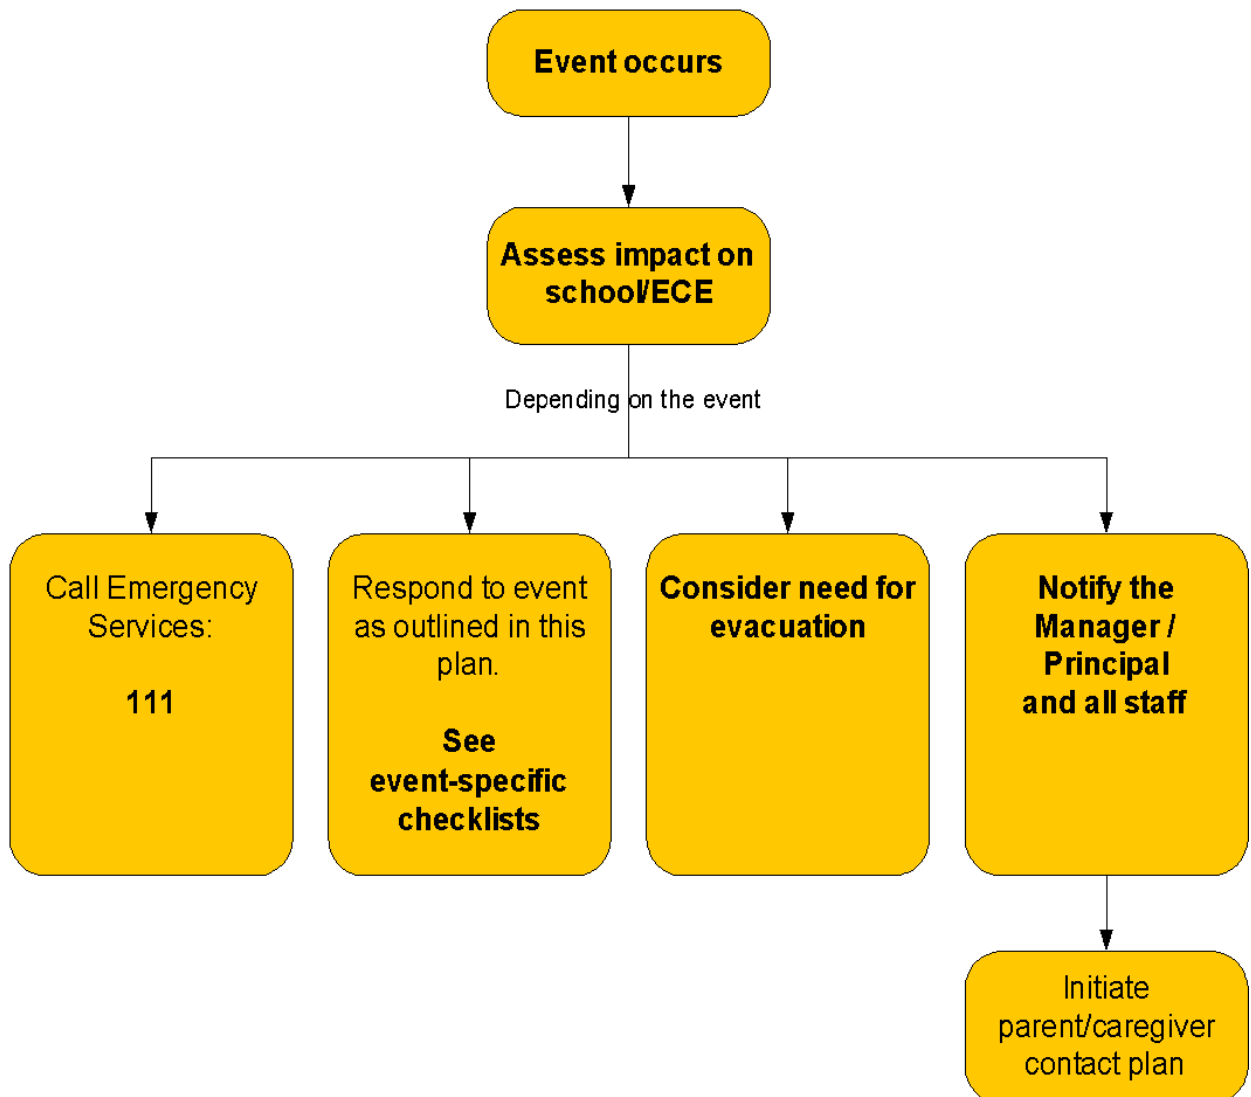 Event occurs
Assess impact on
school/ECE
Depending on the event
Call Emergency
Services:
111
Respond to event
as outlined in this
plan.
See
event-specific
checklists
Consider need for
evacuation
Notify the
Manager /
Principal
and all staff
Initiate
parent/caregiver
contact plan